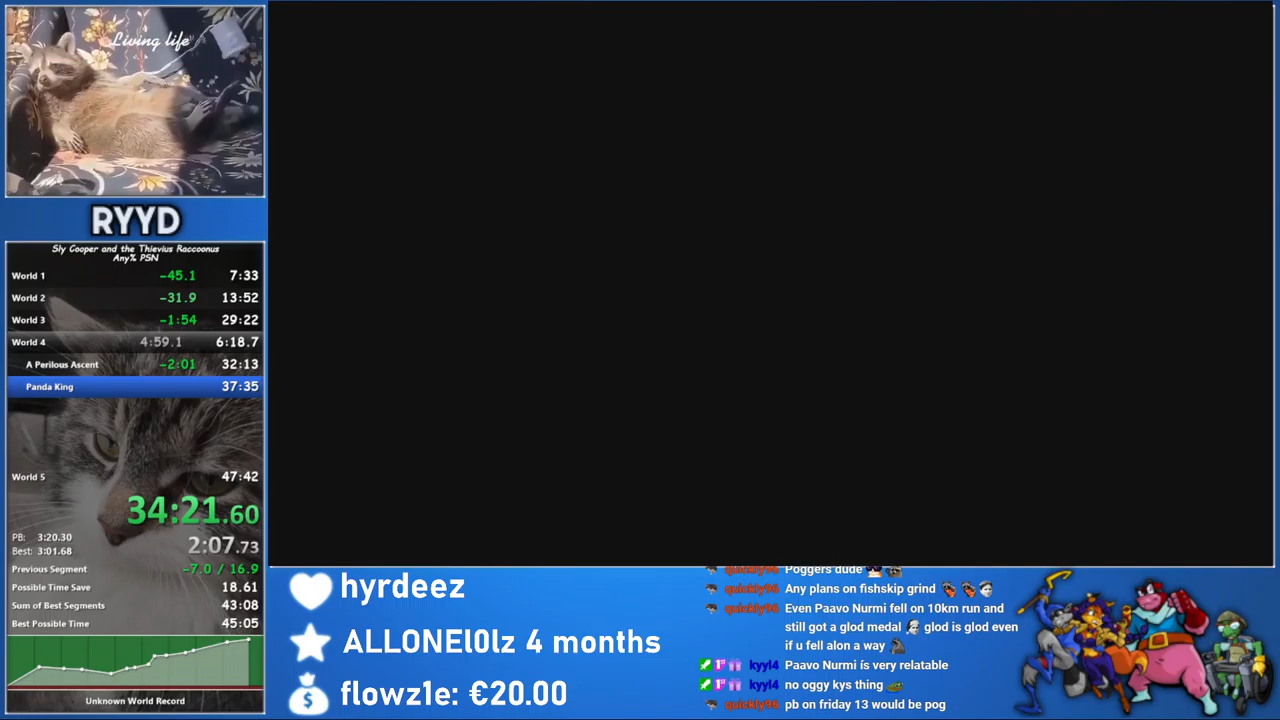 Living life
RYYD
Sly Cooper and the Thievius Raccoonus
Any% PSN
World 1 -45.1 7:33
World 2 -31.9 13:52
World 3 -1:54 29:22
World 4 4:59.1 6:18.7
A Perilous Ascent -2:01 32:13
Panda King 37:35
World 5 47:42
34:21.60
PB: 3:20.30
Best: 3:01.68
2:07.73
Previous Segment -7.0 / 16.9
Possible Time Save 18.61
Sum of Best Segments 43:08
Best Possible Time 45:05
Unknown World Record
hyrdeez
ALLONEl0lz 4 months
flowz1e: €20.00
quickly96 Poggers dude
quickly96 Any plans on fishskip grind
quickly96 Even Paavo Nurmi fell on 10km run and
still got a glod medal glod is glod even
if u fell alon a way
kyyl4 Paavo Nurmi ís very relatable
kyyl4 no oggy kys thing
quickly96 pb on friday 13 would be pog